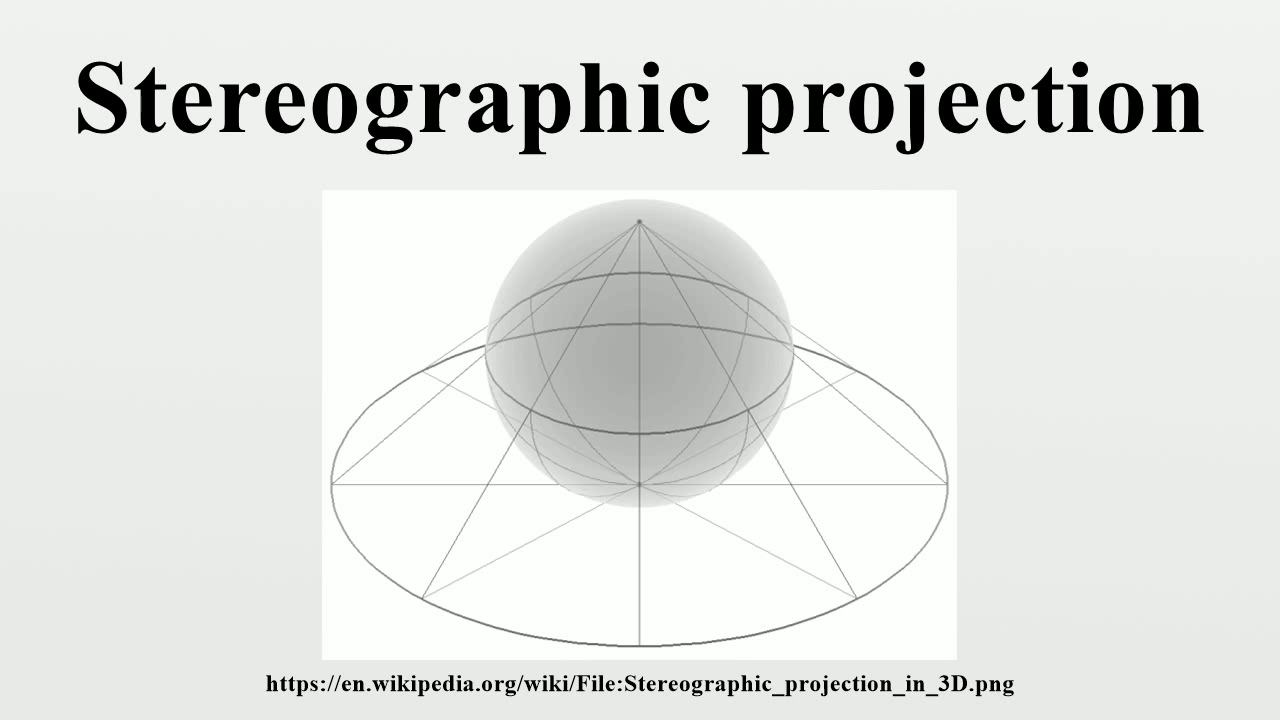 Stereographic projection
https://en.wikipedia.org/wiki/File:Stereographic_projection_in_3D.png